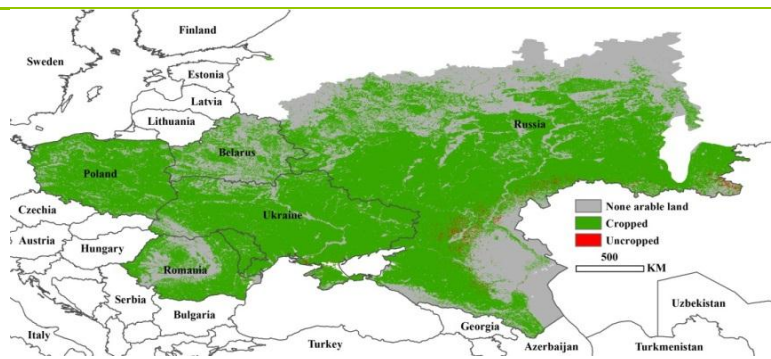 Finland
Sweden
Estonia
Latvia
Lithuania
Russia
Belarus
Poland
None arable land
Czechia
Ukraine
Cropped
Austria
Uncropped
Hungary
500
Romania
KM
Serbia
Uzbekistan
Bulgaria
Georgia
Italy
Turkey
Azerbaijan
Turkmenistan